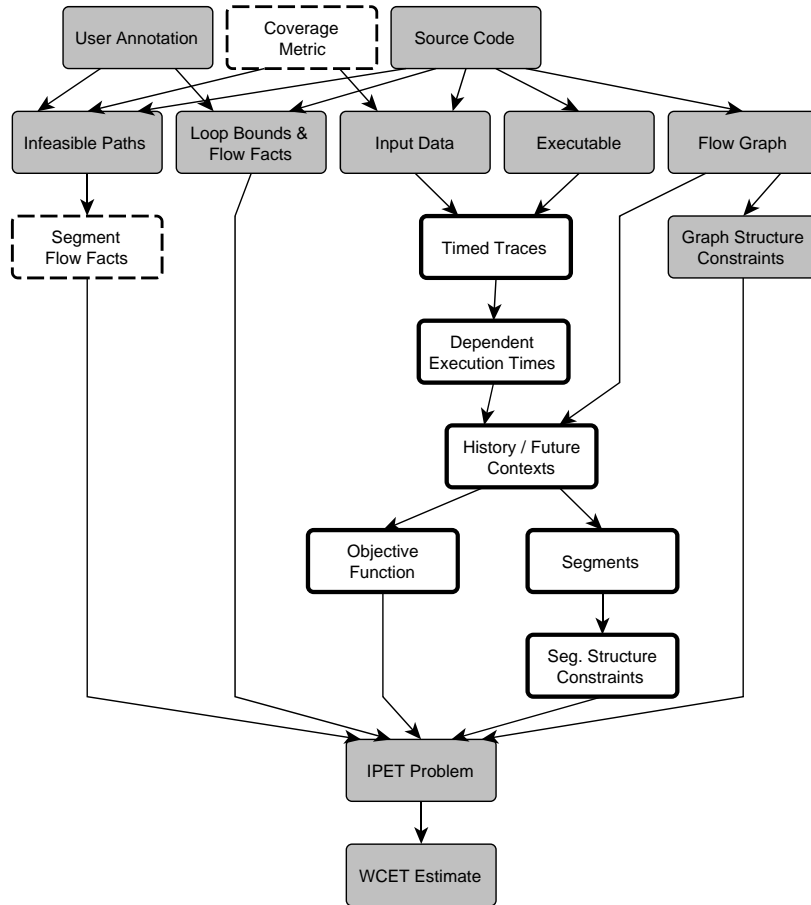 User Annotation
Coverage
Metric
Source Code
Infeasible Paths
Loop Bounds &
Flow Facts
Input Data
Executable
Flow Graph
Segment
Flow Facts
Timed Traces
Graph Structure
Constraints
Dependent
Execution Times
History / Future
Contexts
Objective
Function
Segments
Seg. Structure
Constraints
IPET Problem
WCET Estimate